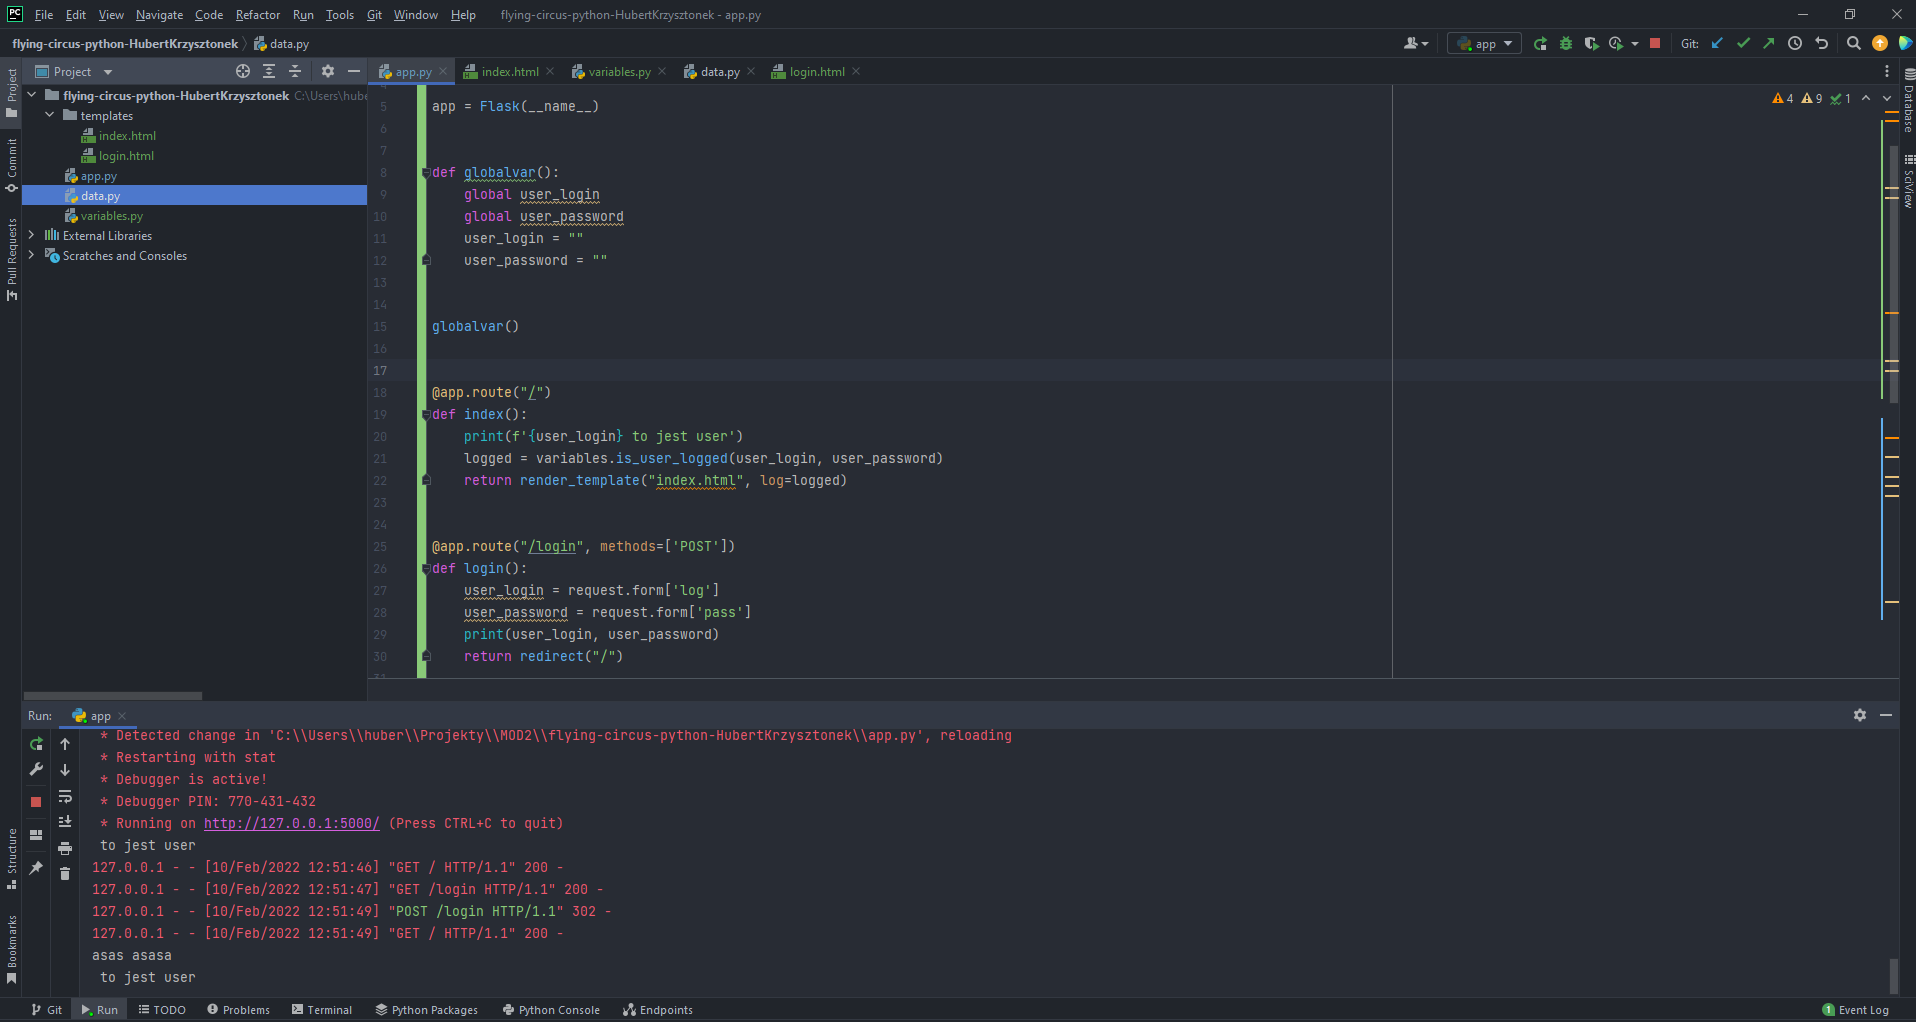 PC File Edit View Navigate Code Refactor Run Tools Git Window Help flying-circus-python-HubertKrzysztonek - app.py
flying-circus-python-HubertKrzysztonek data.py app Git:
Project app.py index.html variables.py data.py login.html
flying-circus-python-HubertKrzysztonek C:\Users\hube
templates
index.html
login.html
app.py
data.py
variables.py
External Libraries
Scratches and Consoles
Project
Commit
Pull Requests
Structure
Bookmarks
Database
SciView
4 9 1
5 app = Flask(__name__)
6
7
8 def globalvar():
9 global user_login
10 global user_password
11 user_login = ""
12 user_password = ""
13
14
15 globalvar()
16
17
18 @app.route("/")
19 def index():
20 print(f'{user_login} to jest user')
21 logged = variables.is_user_logged(user_login, user_password)
22 return render_template("index.html", log=logged)
23
24
25 @app.route("/login", methods=['POST'])
26 def login():
27 user_login = request.form['log']
28 user_password = request.form['pass']
29 print(user_login, user_password)
30 return redirect("/")
Run: app
* Detected change in 'C:\\Users\\huber\\Projekty\\MOD2\\flying-circus-python-HubertKrzysztonek\\app.py', reloading
* Restarting with stat
* Debugger is active!
* Debugger PIN: 770-431-432
* Running on http://127.0.0.1:5000/ (Press CTRL+C to quit)
to jest user
127.0.0.1 - - [10/Feb/2022 12:51:46] "GET / HTTP/1.1" 200 -
127.0.0.1 - - [10/Feb/2022 12:51:47] "GET /login HTTP/1.1" 200 -
127.0.0.1 - - [10/Feb/2022 12:51:49] "POST /login HTTP/1.1" 302 -
127.0.0.1 - - [10/Feb/2022 12:51:49] "GET / HTTP/1.1" 200 -
asas asasa
to jest user
Git Run TODO Problems Terminal Python Packages Python Console Endpoints 1 Event Log